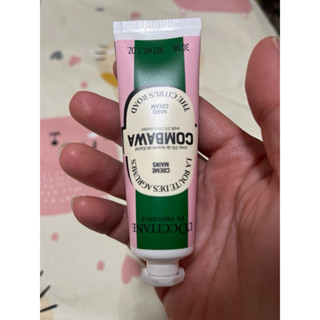 L'OCCITANE
EN PROVENCE
LA ROUTE DES AGRUMES
CRÈME
MAINS
COMBAWA
HAND
CREAM
THE CITRUS ROAD
30 ML NET WT. 1 OZ.